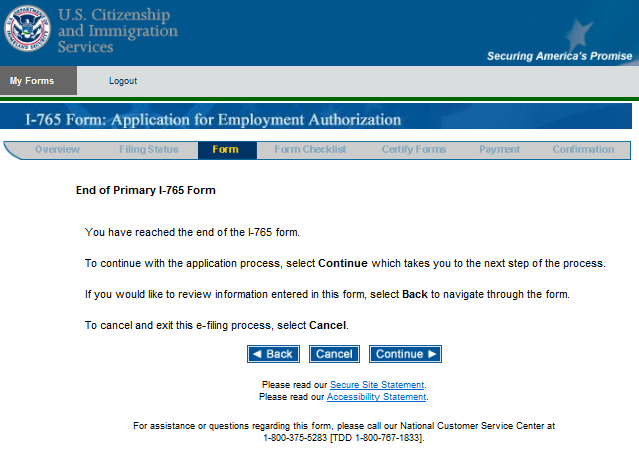 U.S. Citizenship
and Immigration
Services
Securing America's Promise
My Forms
Logout
I-765 Form: Application for Employment Authorization
Overview Filing Status Form Form Checklist Certify Forms Payment Confirmation
End of Primary I-765 Form
You have reached the end of the I-765 form.
To continue with the application process, select Continue which takes you to the next step of the process.
If you would like to review information entered in this form, select Back to navigate through the form.
To cancel and exit this e-filing process, select Cancel.
◄ Back Cancel Continue ►
Please read our Secure Site Statement.
Please read our Accessibility Statement.
For assistance or questions regarding this form, please call our National Customer Service Center at
1-800-375-5283 [TDD 1-800-767-1833].